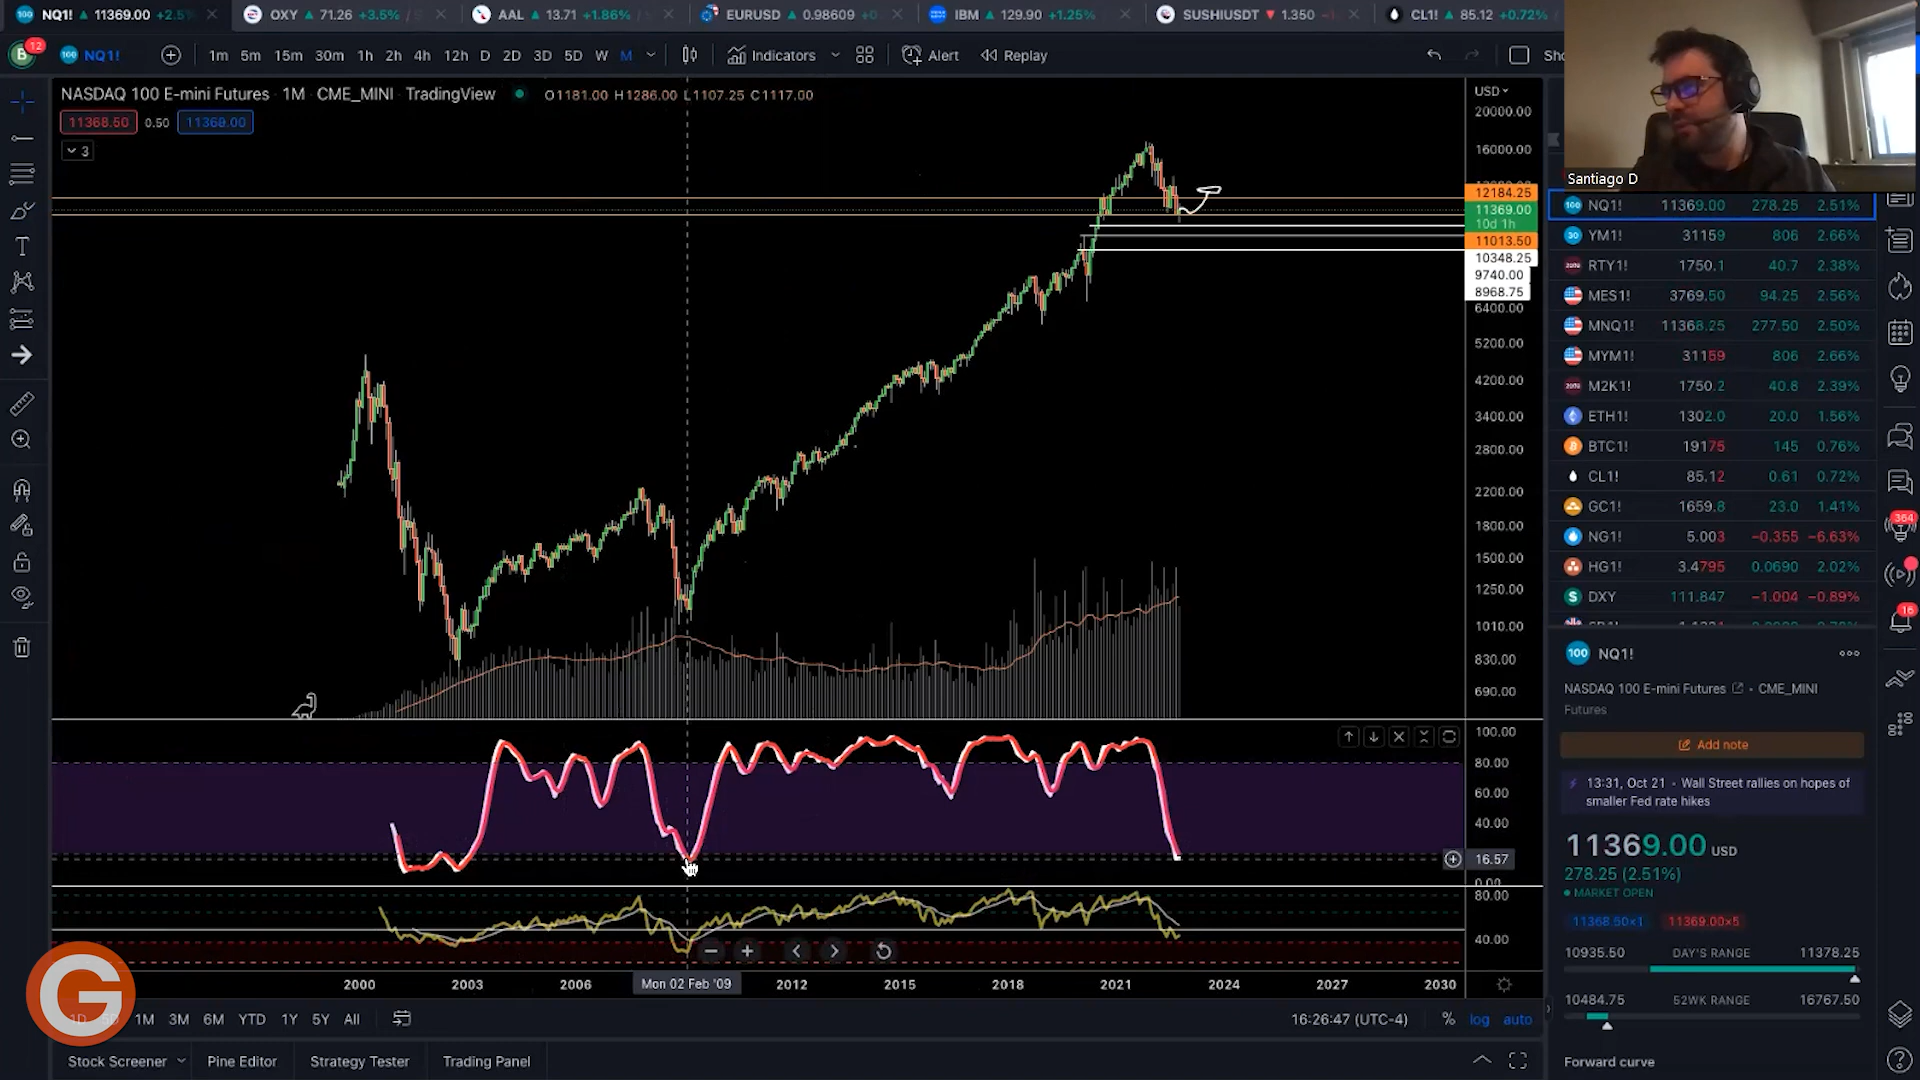 NQ1! 11369.00 +2.5
OXY 71.26 +3.5%
AAL 13.71 +1.86%
EURUSD 0.98609 +0
IBM 129.90 +1.25%
SUSHIUSDT 1.350
CL1! 85.12 +0.72%
B 12
100 NQ1!
1m 5m 15m 30m 1h 2h 4h 12h D 2D 3D 5D W M
Indicators
Alert
Replay
Santiago D
NASDAQ 100 E-mini Futures · 1M · CME_MINI · TradingView
O1181.00 H1286.00 L1107.25 C1117.00
11368.50 0.50 11369.00
3
USD
20000.00
16000.00
12184.25
11369.00
10d 1h
11013.50
10348.25
9740.00
8968.75
6400.00
5200.00
4200.00
3400.00
2800.00
2200.00
1800.00
1500.00
1250.00
1010.00
830.00
690.00
100.00
80.00
60.00
40.00
16.57
0.00
80.00
40.00
2000 2003 2006 Mon 02 Feb '09 2012 2015 2018 2021 2024 2027 2030
1D 5D 1M 3M 6M YTD 1Y 5Y All
16:26:47 (UTC-4) % log auto
Stock Screener Pine Editor Strategy Tester Trading Panel
G
100 NQ1! 11369.00 278.25 2.51%
30 YM1! 31159 806 2.66%
2000 RTY1! 1750.1 40.7 2.38%
MES1! 3769.50 94.25 2.56%
MNQ1! 11368.25 277.50 2.50%
MYM1! 31159 806 2.66%
2000 M2K1! 1750.2 40.8 2.39%
ETH1! 1302.0 20.0 1.56%
BTC1! 19175 145 0.76%
CL1! 85.12 0.61 0.72%
GC1! 1659.8 23.0 1.41%
NG1! 5.003 −0.355 −6.63%
HG1! 3.4795 0.0690 2.02%
DXY 111.847 −1.004 −0.89%
364
16
100 NQ1!
NASDAQ 100 E-mini Futures · CME_MINI
Futures
Add note
13:31, Oct 21 · Wall Street rallies on hopes of
smaller Fed rate hikes
11369.00 USD
278.25 (2.51%)
MARKET OPEN
11368.50×1 11369.00×5
10935.50 DAY'S RANGE 11378.25
10484.75 52WK RANGE 16767.50
Forward curve